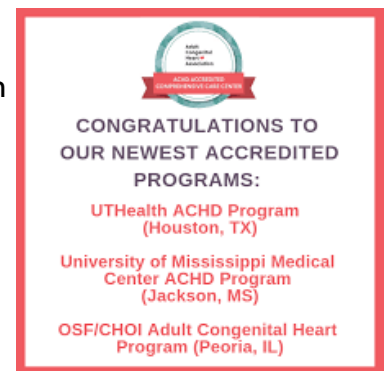 Adult
Congenital
Heart
Association
ACHD ACCREDITED
COMPREHENSIVE CARE CENTER
CONGRATULATIONS TO
OUR NEWEST ACCREDITED
PROGRAMS:
UTHealth ACHD Program
(Houston, TX)
University of Mississippi Medical
Center ACHD Program
(Jackson, MS)
OSF/CHOI Adult Congenital Heart
Program (Peoria, IL)